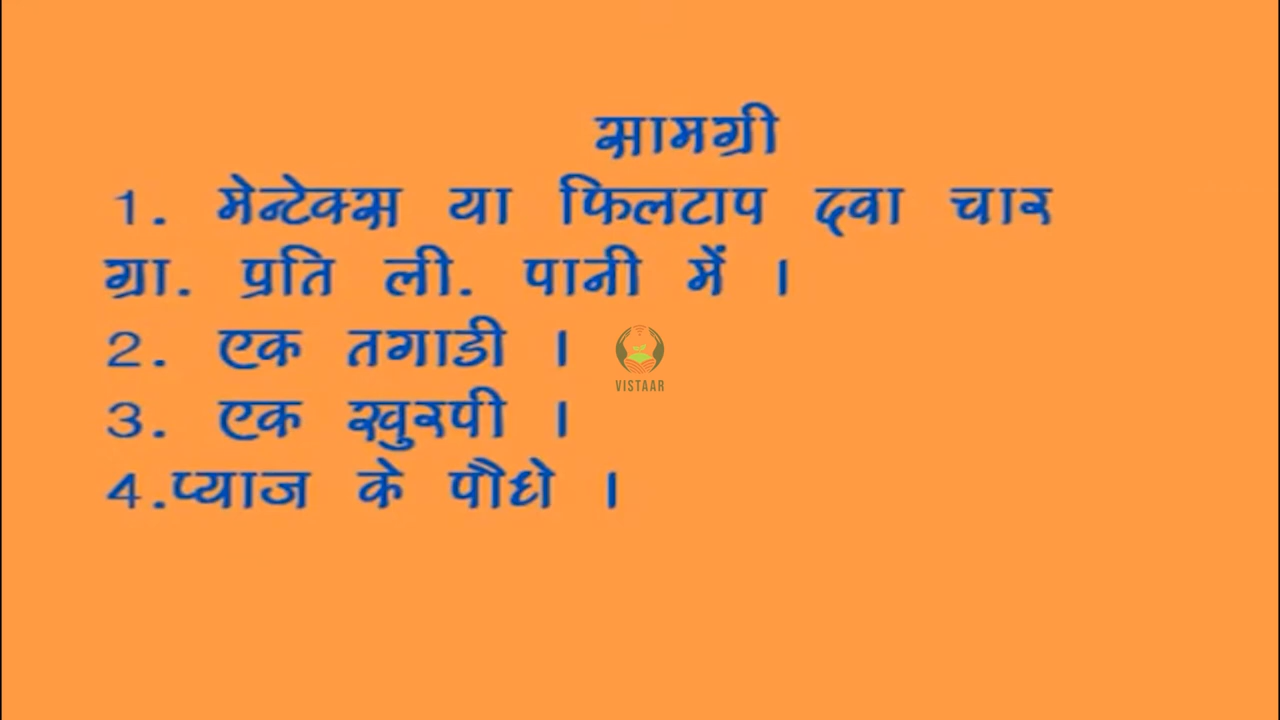 सामग्री
1. मेन्टेक्स या फिलटाप दवा चार
ग्रा. प्रति ली. पानी में ।
2. एक तगाडी ।
3. एक खुरपी ।
4.प्याज के पौधे ।
VISTAAR